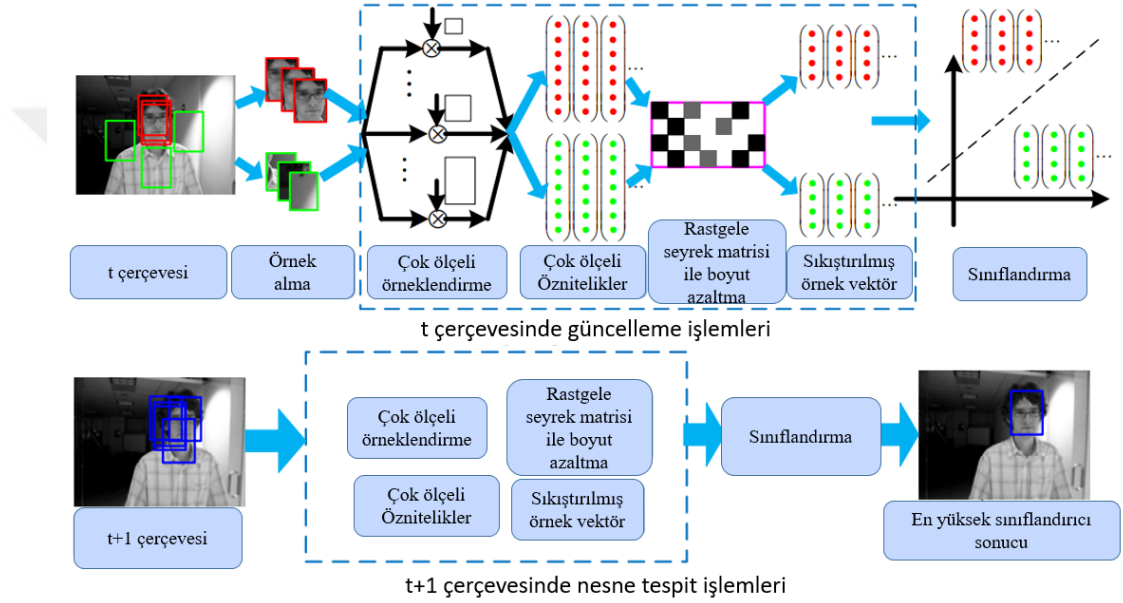 t çerçevesi
Örnek
alma
Çok ölçeli
örneklendirme
Çok ölçeli
Öznitelikler
Rastgele
seyrek matrisi
ile boyut
azaltma
Sıkıştırılmış
örnek vektör
Sınıflandırma
t çerçevesinde güncelleme işlemleri
t+1 çerçevesi
Çok ölçeli
örneklendirme
Rastgele
seyrek matrisi
ile boyut
azaltma
Çok ölçeli
Öznitelikler
Sıkıştırılmış
örnek vektör
Sınıflandırma
En yüksek sınıflandırıcı
sonucu
t+1 çerçevesinde nesne tespit işlemleri